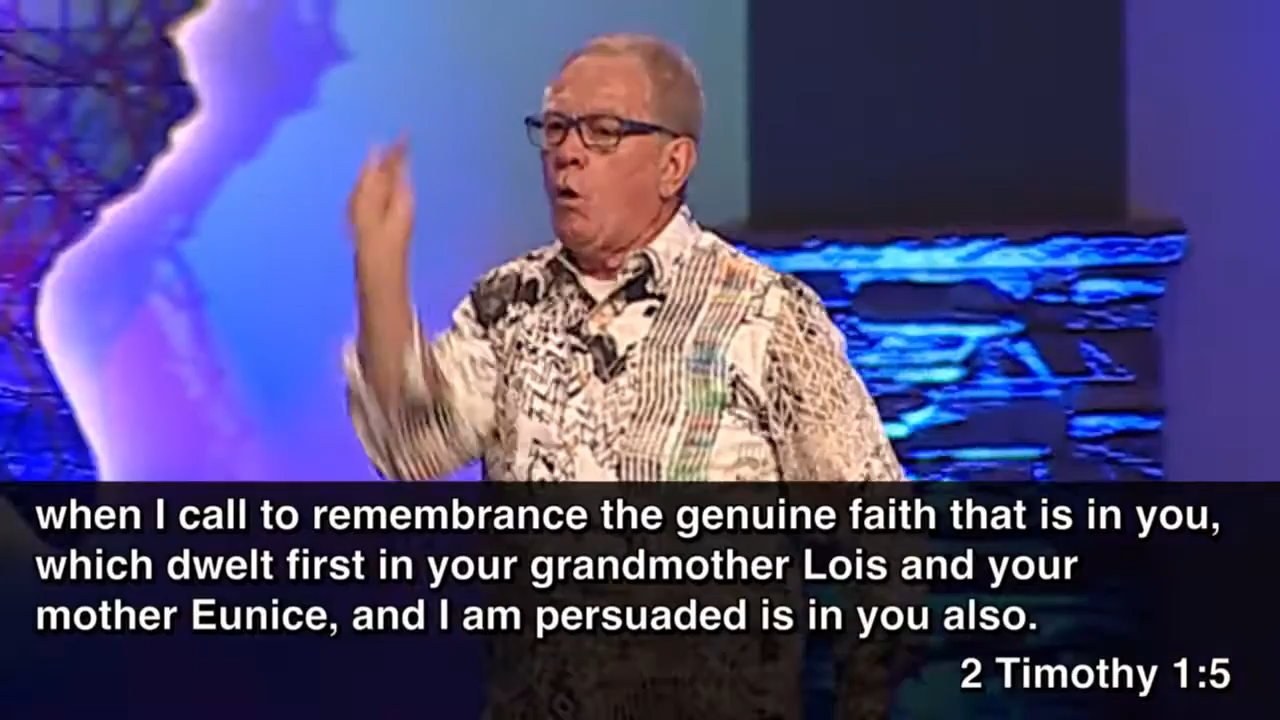 when I call to remembrance the genuine faith that is in you,
which dwelt first in your grandmother Lois and your
mother Eunice, and I am persuaded is in you also.
2 Timothy 1:5